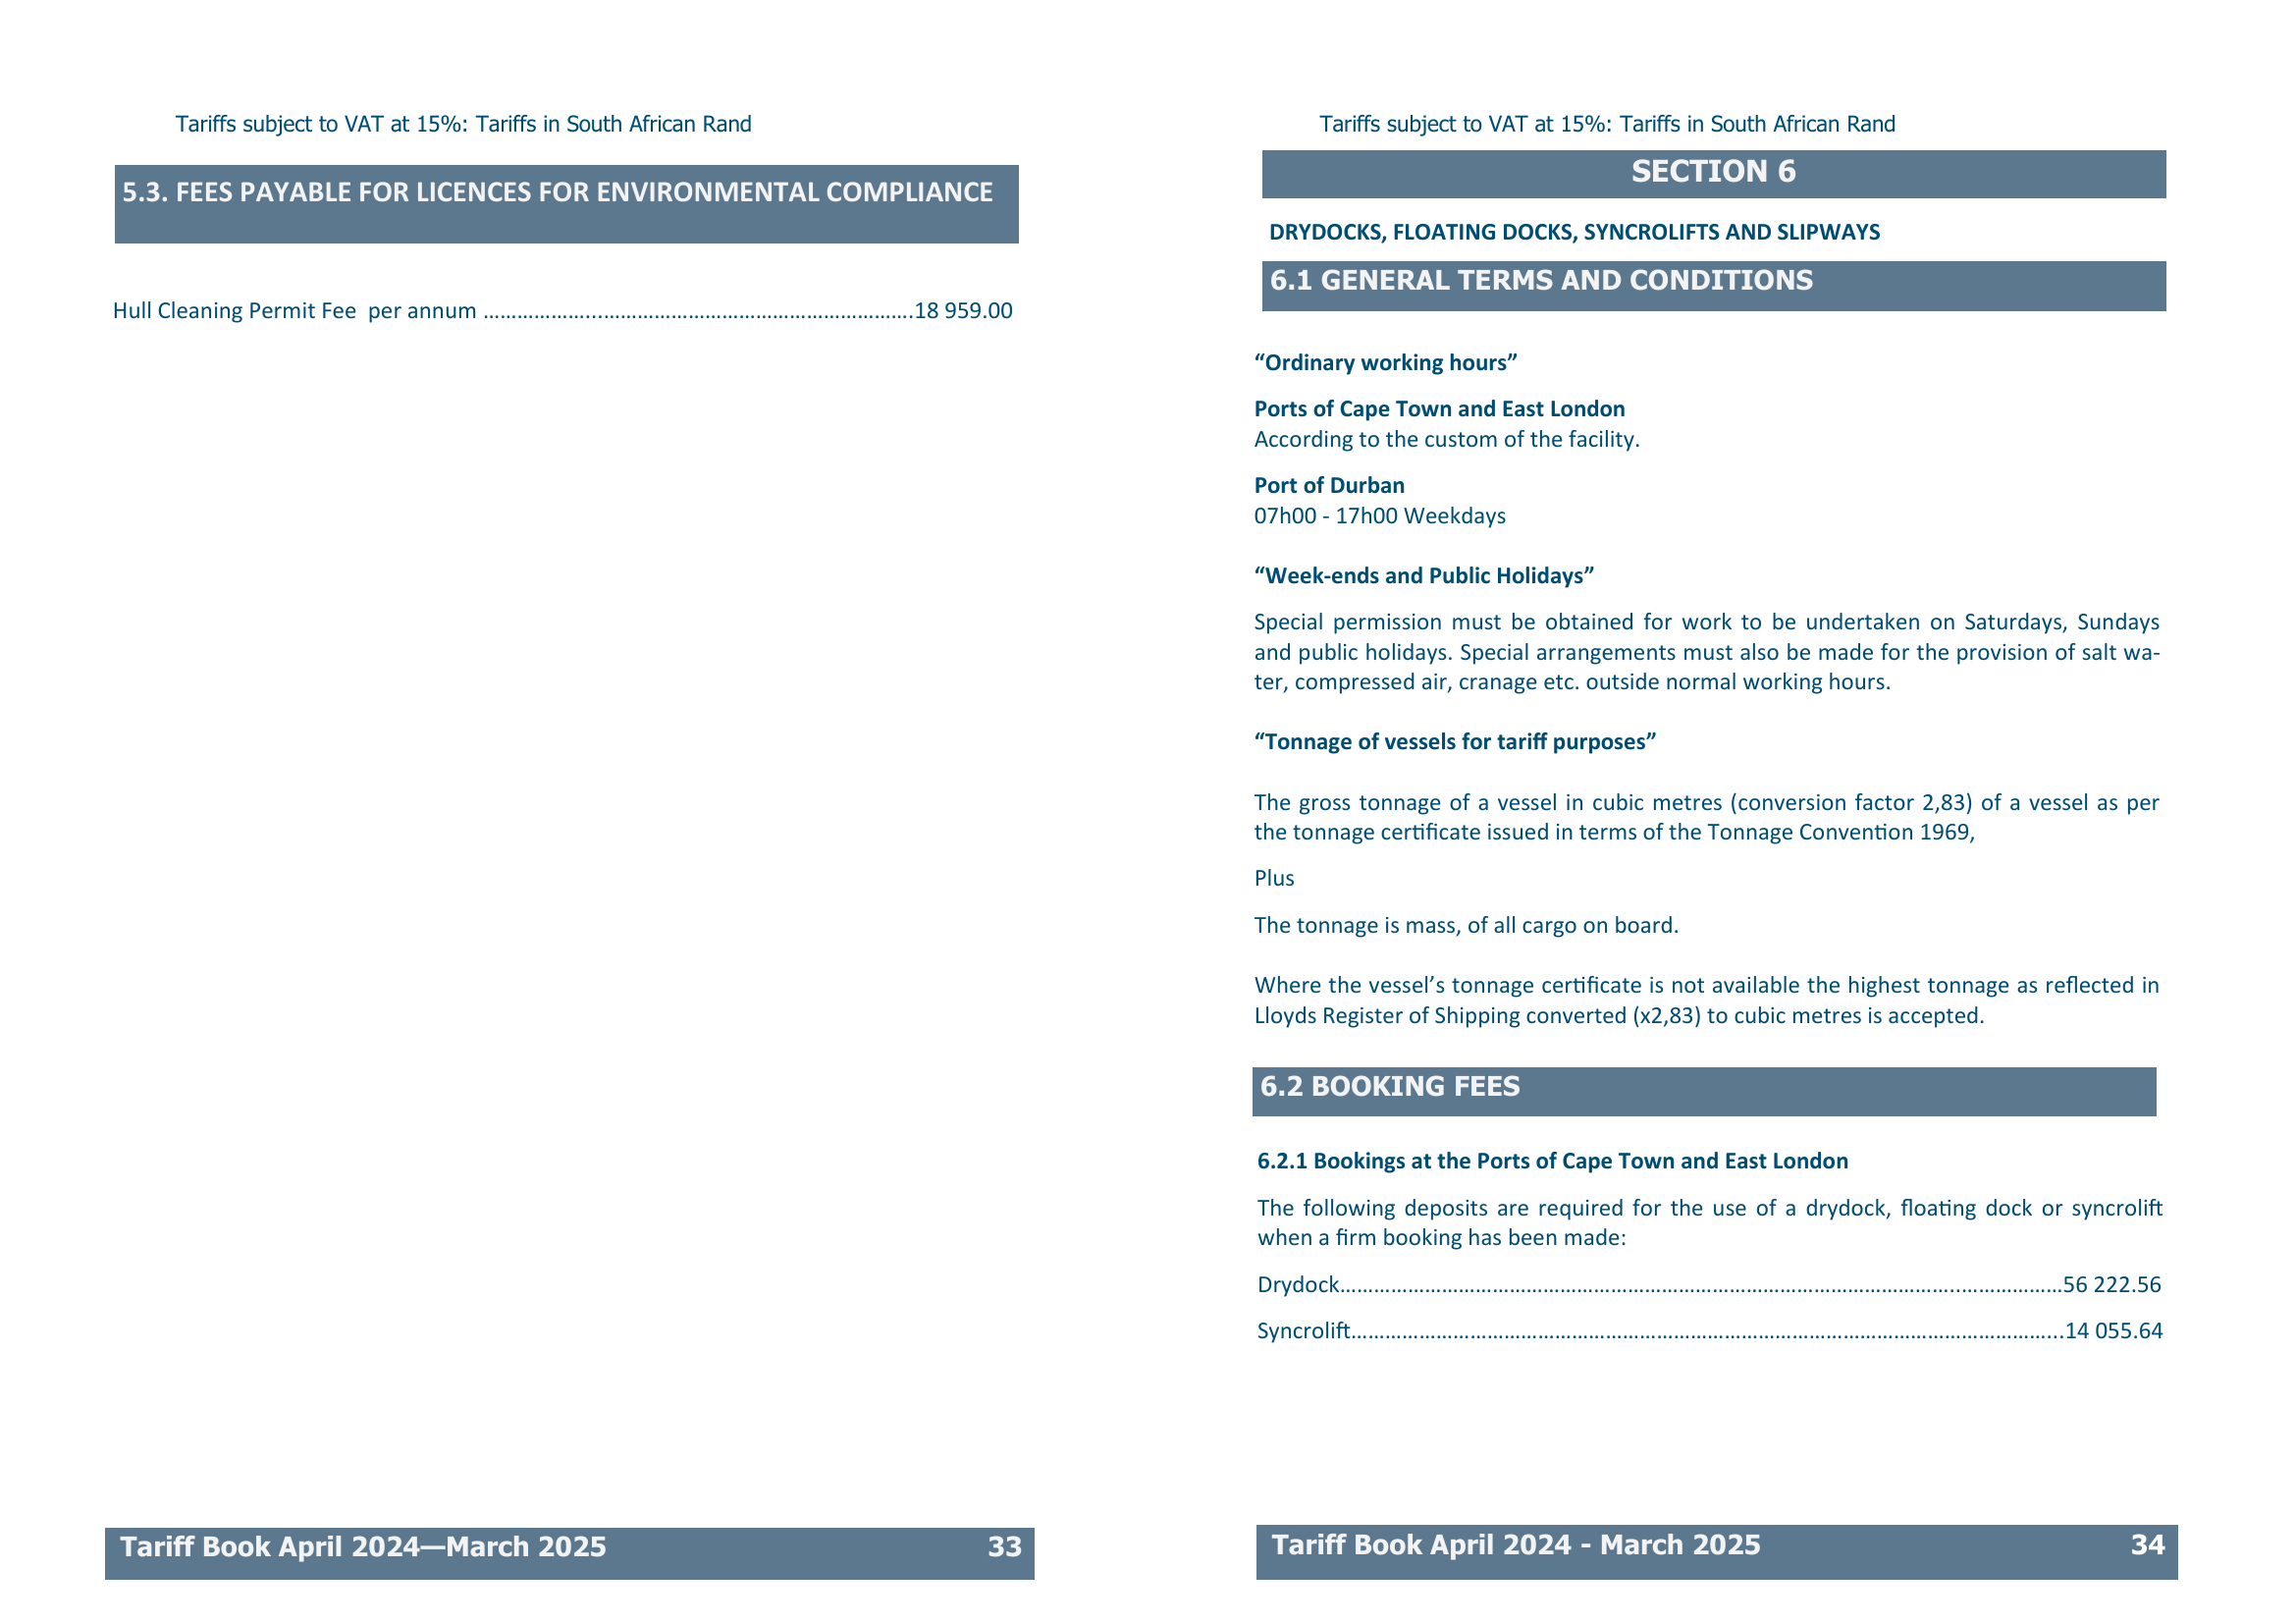 Tariffs subject to VAT at 15%: Tariffs in South African Rand
5.3. FEES PAYABLE FOR LICENCES FOR ENVIRONMENTAL COMPLIANCE
Hull Cleaning Permit Fee  per annum ………………...……………………………………………….18 959.00
Tariff Book April 2024—March 2025 33
Tariffs subject to VAT at 15%: Tariffs in South African Rand
SECTION 6
DRYDOCKS, FLOATING DOCKS, SYNCROLIFTS AND SLIPWAYS
6.1 GENERAL TERMS AND CONDITIONS
“Ordinary working hours”
Ports of Cape Town and East London
According to the custom of the facility.
Port of Durban
07h00 - 17h00 Weekdays
“Week-ends and Public Holidays”
Special permission must be obtained for work to be undertaken on Saturdays, Sundays
and public holidays. Special arrangements must also be made for the provision of salt wa-
ter, compressed air, cranage etc. outside normal working hours.
“Tonnage of vessels for tariff purposes”
The gross tonnage of a vessel in cubic metres (conversion factor 2,83) of a vessel as per
the tonnage certificate issued in terms of the Tonnage Convention 1969,
Plus
The tonnage is mass, of all cargo on board.
Where the vessel’s tonnage certificate is not available the highest tonnage as reflected in
Lloyds Register of Shipping converted (x2,83) to cubic metres is accepted.
6.2 BOOKING FEES
6.2.1 Bookings at the Ports of Cape Town and East London
The following deposits are required for the use of a drydock, floating dock or syncrolift
when a firm booking has been made:
Drydock………………………………………………………………………………………………..………………56 222.56
Syncrolift………………………………………………………………………………………………………………...14 055.64
Tariff Book April 2024 - March 2025 34